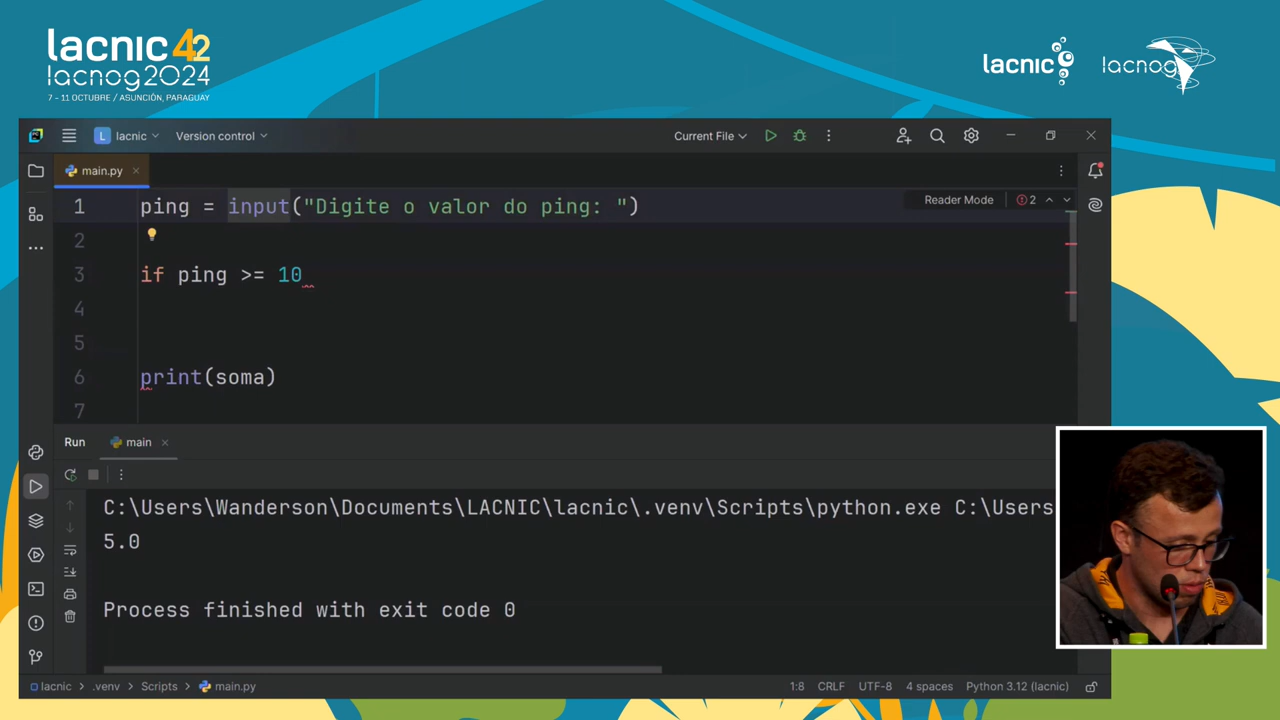 lacnic 42
lacnog2024
7 - 11 OCTUBRE / ASUNCIÓN, PARAGUAY
lacnic
lacnog
L lacnic
Version control
Current File
main.py
1 ping = input("Digite o valor do ping: ")
Reader Mode
2
2
3 if ping >= 10
4
5
6 print(soma)
7
Run
main
C:\Users\Wanderson\Documents\LACNIC\lacnic\.venv\Scripts\python.exe C:\Users
5.0
Process finished with exit code 0
lacnic > .venv > Scripts > main.py
1:8 CRLF UTF-8 4 spaces Python 3.12 (lacnic)